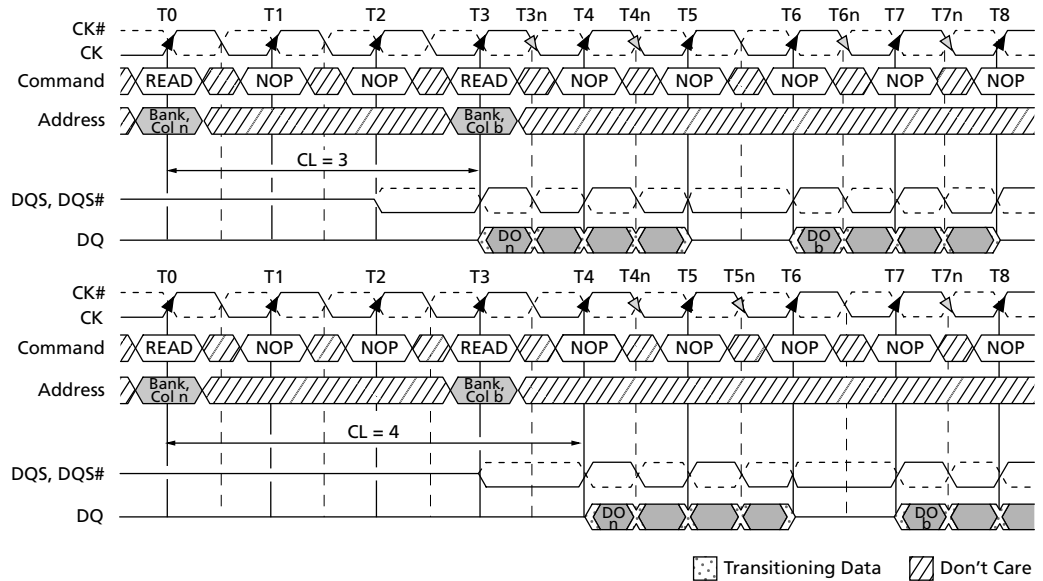 T0 T1 T2 T3 T3n T4 T4n T5 T6 T6n T7 T7n T8
CK#
CK
Command READ NOP NOP READ NOP NOP NOP NOP NOP
Address Bank, Col n Bank, Col b
CL = 3
DQS, DQS#
DQ DO n DO b
T0 T1 T2 T3 T4 T4n T5 T5n T6 T7 T7n T8
CK#
CK
Command READ NOP NOP READ NOP NOP NOP NOP NOP
Address Bank, Col n Bank, Col b
CL = 4
DQS, DQS#
DQ DO n DO b
Transitioning Data Don't Care